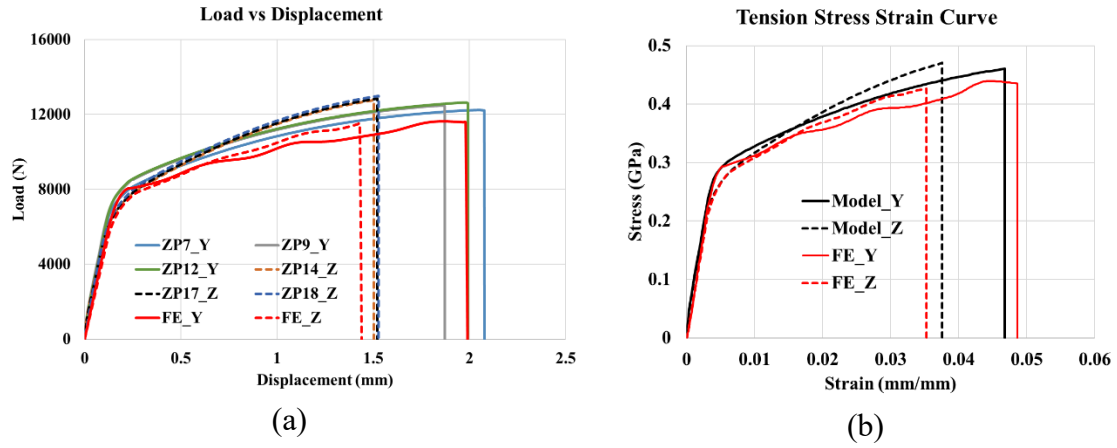 Load vs Displacement
16000
12000
8000
4000
0
Load (N)
ZP7_Y
ZP9_Y
ZP12_Y
ZP14_Z
ZP17_Z
ZP18_Z
FE_Y
FE_Z
0
0.5
1
1.5
2
2.5
Displacement (mm)
(a)
Tension Stress Strain Curve
0.5
0.4
0.3
0.2
0.1
0
Stress (GPa)
Model_Y
Model_Z
FE_Y
FE_Z
0
0.01
0.02
0.03
0.04
0.05
0.06
Strain (mm/mm)
(b)